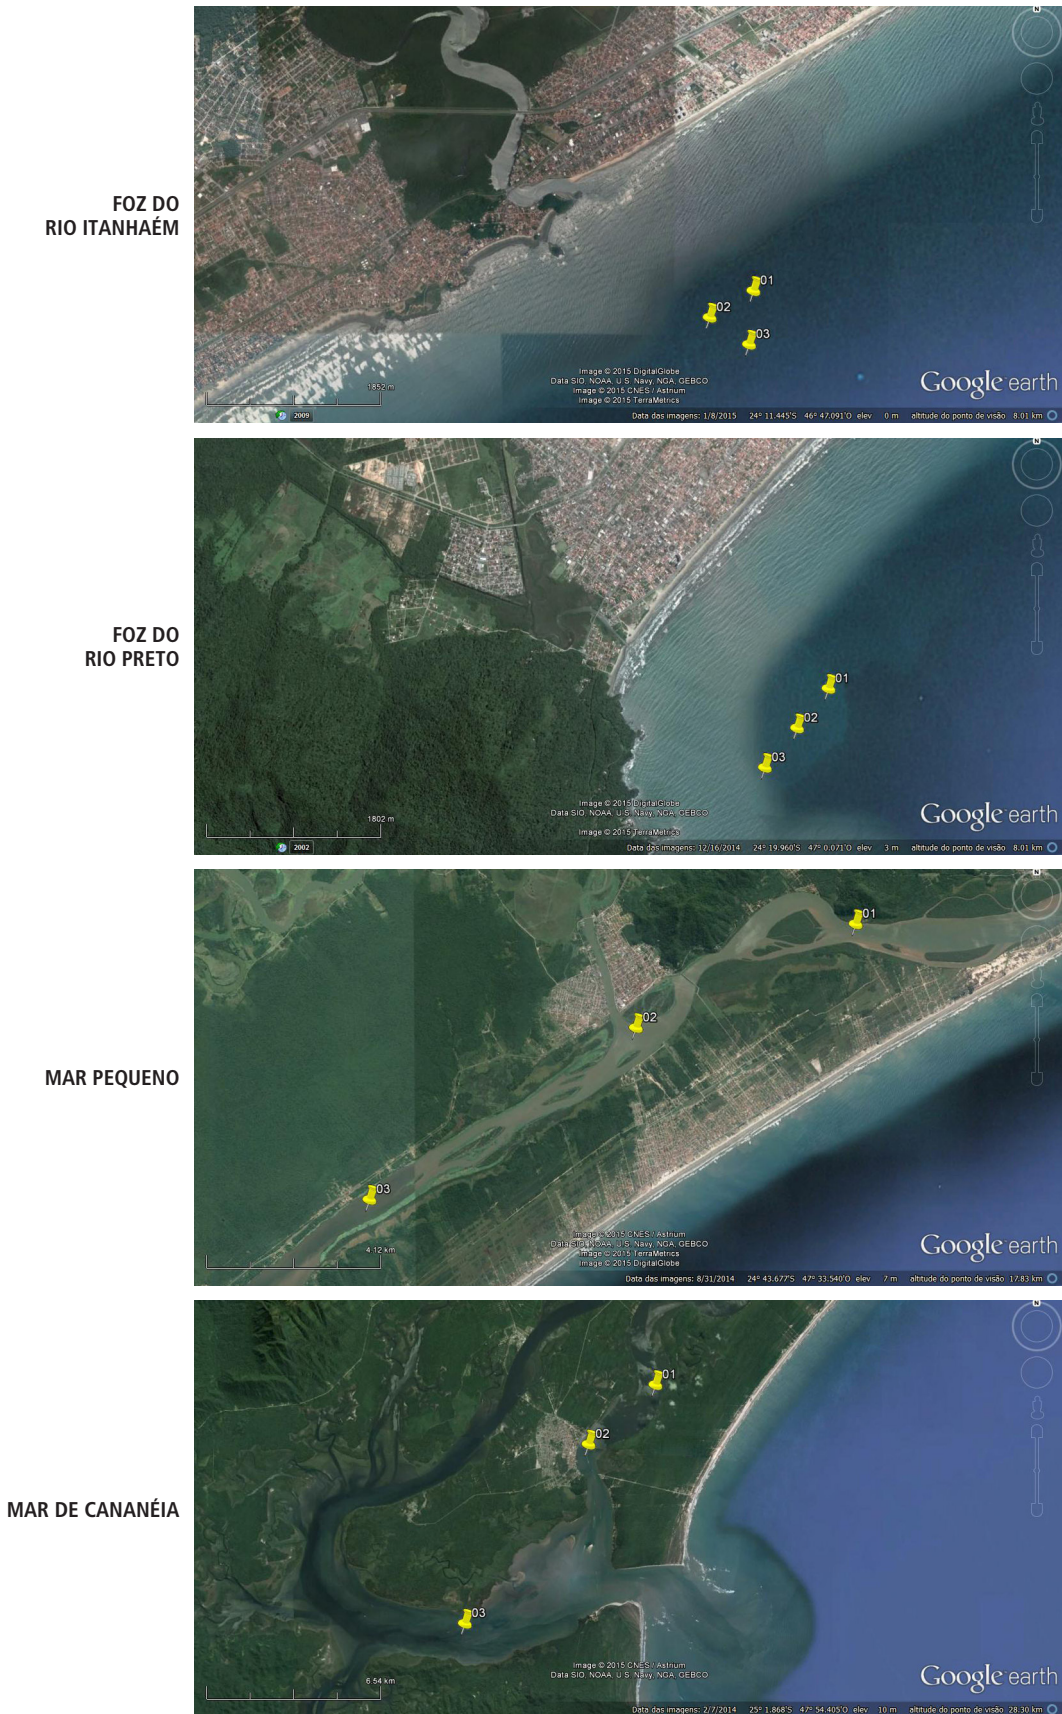 FOZ DO
RIO ITANHAÉM
N
01
02
03
1852 m
Image © 2015 DigitalGlobe
Data SIO, NOAA, U.S. Navy, NGA, GEBCO
Image © 2015 CNES / Astrium
Image © 2015 TerraMetrics
Google earth
2009
Data das imagens: 1/8/2015 24° 11.445'S 46° 47.091'O elev 0 m altitude do ponto de visão 8.01 km
FOZ DO
RIO PRETO
N
01
02
03
1802 m
Image © 2015 DigitalGlobe
Data SIO, NOAA, U.S. Navy, NGA, GEBCO
Image © 2015 TerraMetrics
Google earth
2002
Data das imagens: 12/16/2014 24° 19.960'S 47° 0.071'O elev 3 m altitude do ponto de visão 8.01 km
MAR PEQUENO
N
01
02
03
4.12 km
Image © 2015 CNES / Astrium
Data SIO, NOAA, U.S. Navy, NGA, GEBCO
Image © 2015 TerraMetrics
Image © 2015 DigitalGlobe
Google earth
Data das imagens: 8/31/2014 24° 43.677'S 47° 33.540'O elev 7 m altitude do ponto de visão 17.83 km
MAR DE CANANÉIA
N
01
02
03
6.54 km
Image © 2015 CNES / Astrium
Data SIO, NOAA, U.S. Navy, NGA, GEBCO
Google earth
Data das imagens: 2/7/2014 25° 1.868'S 47° 54.405'O elev 10 m altitude do ponto de visão 28.30 km